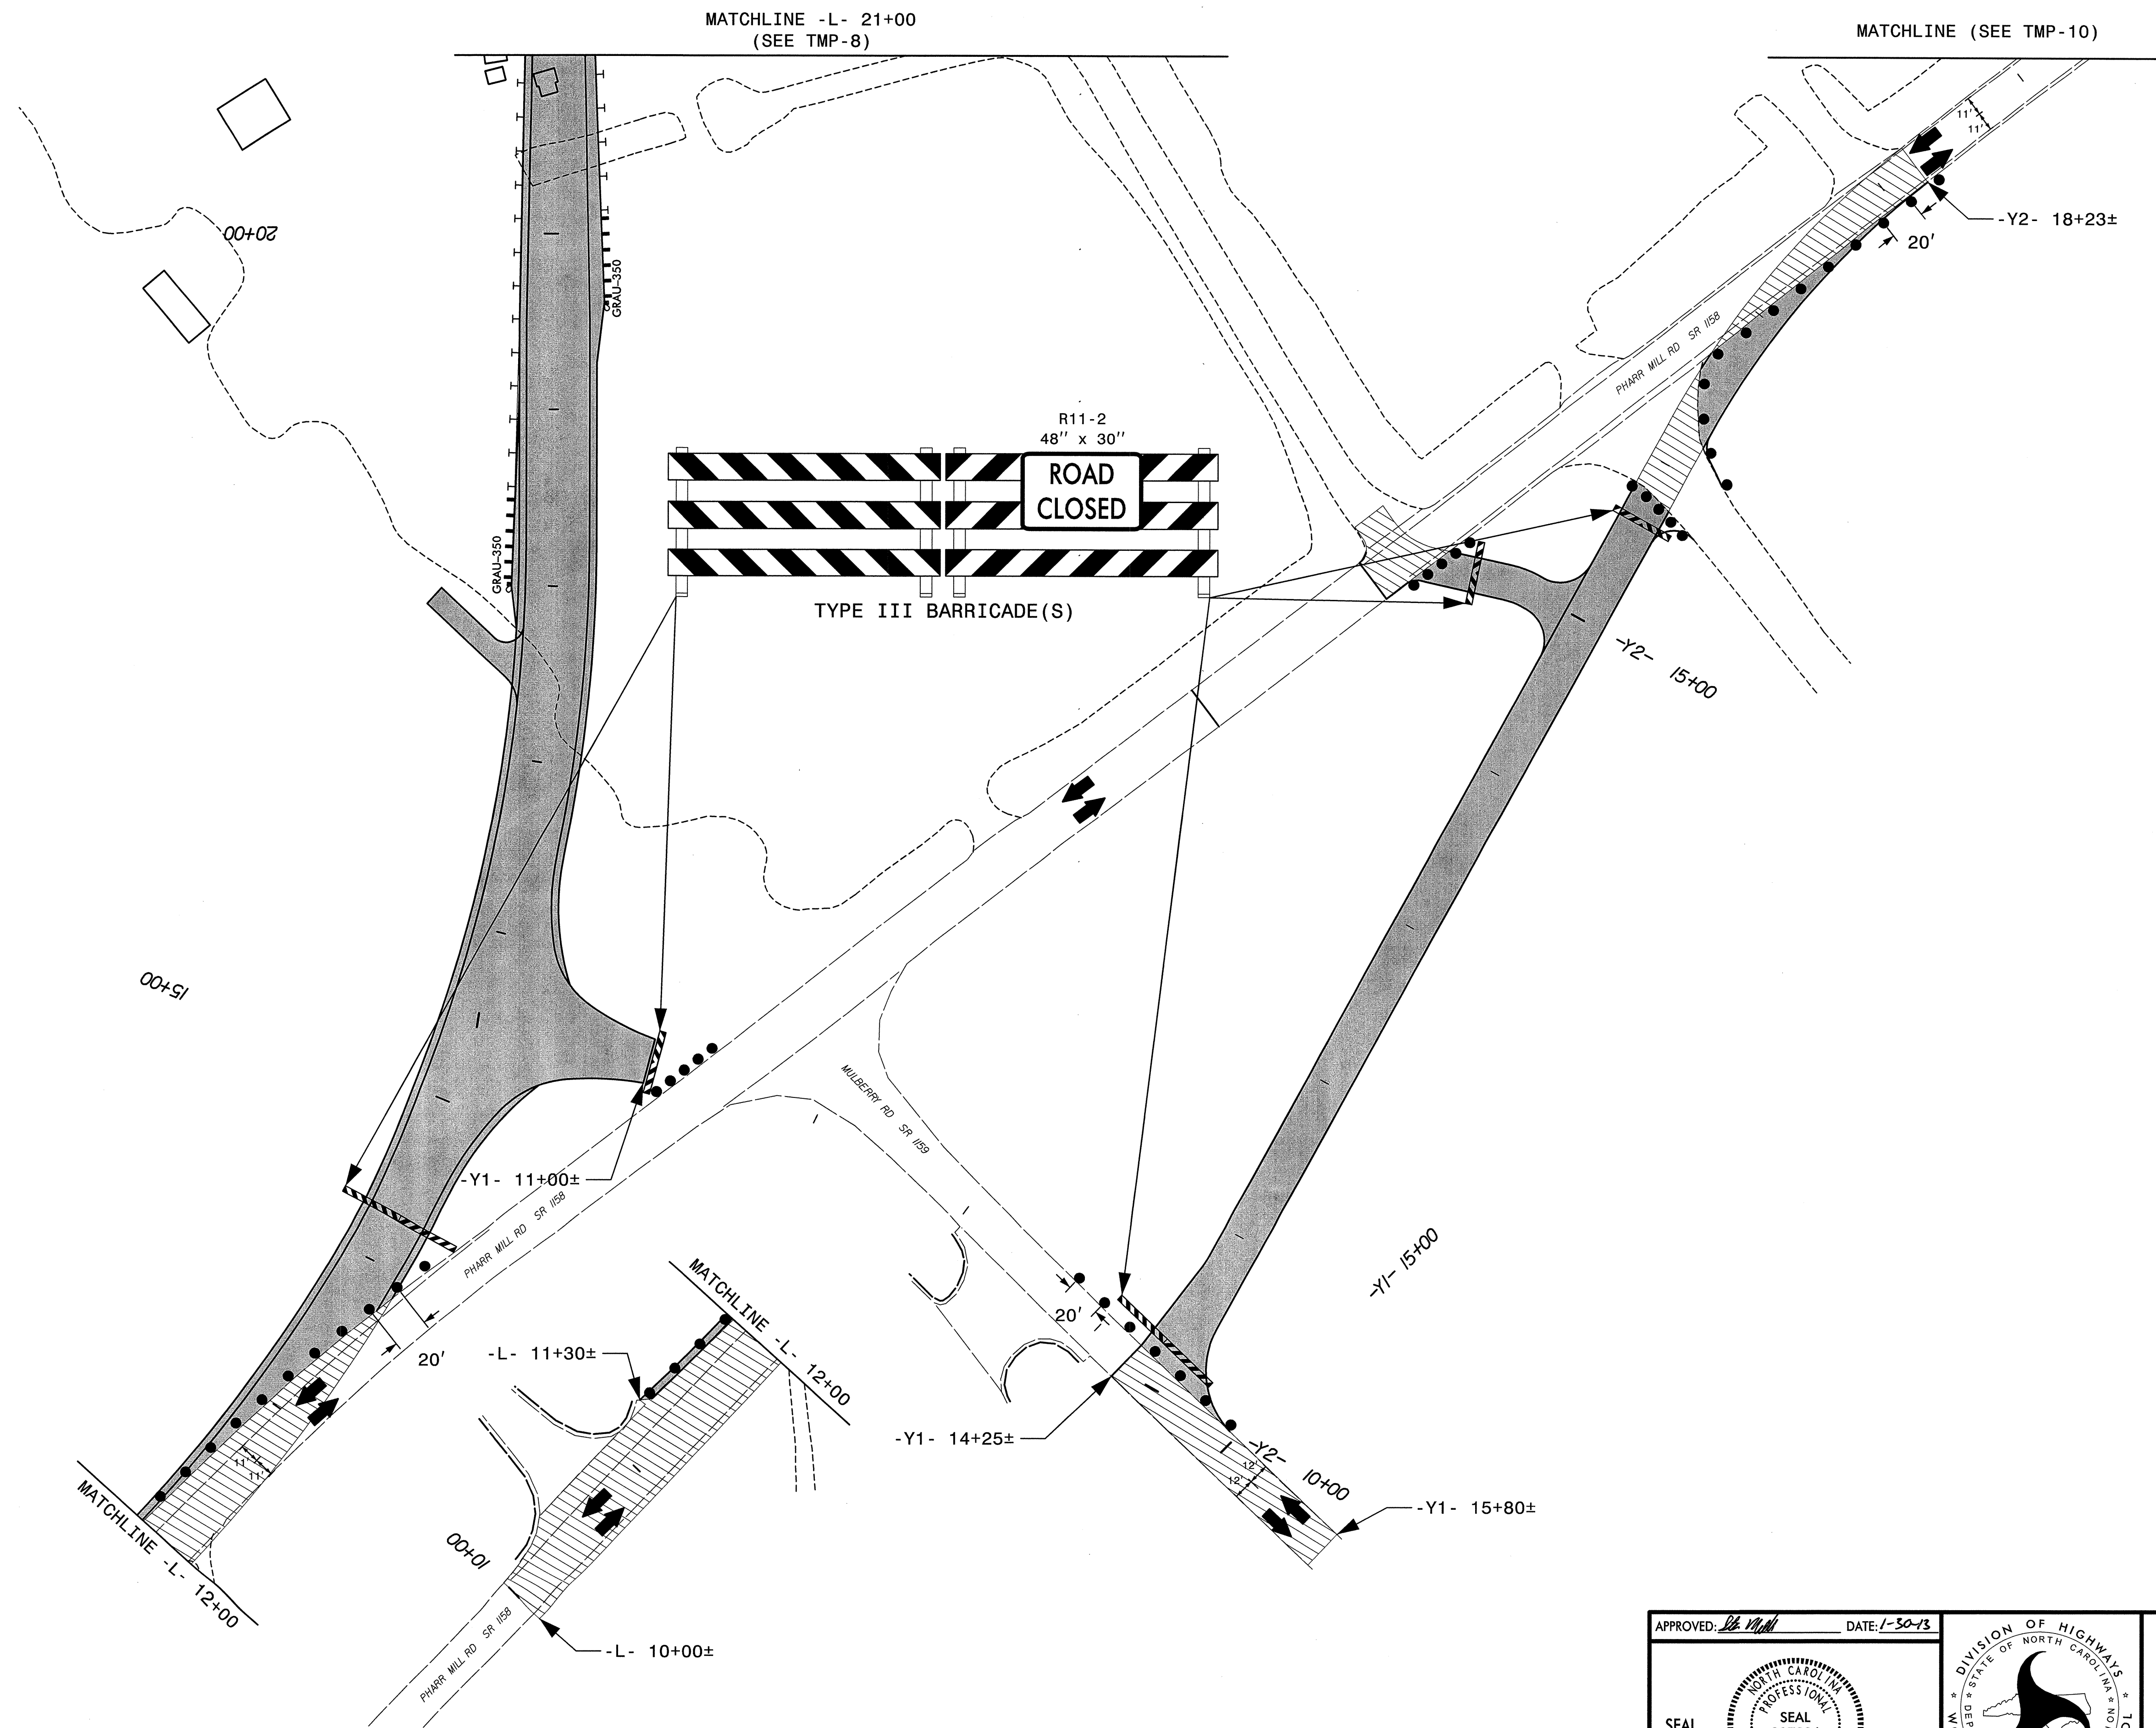 MATCHLINE -L- 21+00
(SEE TMP-8)
MATCHLINE (SEE TMP-10)
11'
11'
-Y2- 18+23±
20'
20+00
GRAU-350
PHARR MILL RD SR 1158
R11-2
48" x 30"
ROAD
CLOSED
TYPE III BARRICADE(S)
GRAU-350
-Y2- 15+00
15+00
MULBERRY RD SR 1159
-Y1- 11+00±
PHARR MILL RD SR 1158
-Y1- 15+00
MATCHLINE -L- 12+00
20'
20'
-L- 11+30±
-Y1- 14+25±
11'
11'
-Y2- 10+00
12'
12'
-Y1- 15+80±
MATCHLINE -L- 12+00
10+00
PHARR MILL RD SR 1158
-L- 10+00±
APPROVED:
DATE: 1-30-13
DIVISION OF HIGHWAYS
STATE OF NORTH CAROLINA
NORTH CAROLINA
PROFESSIONAL
SEAL
SEAL